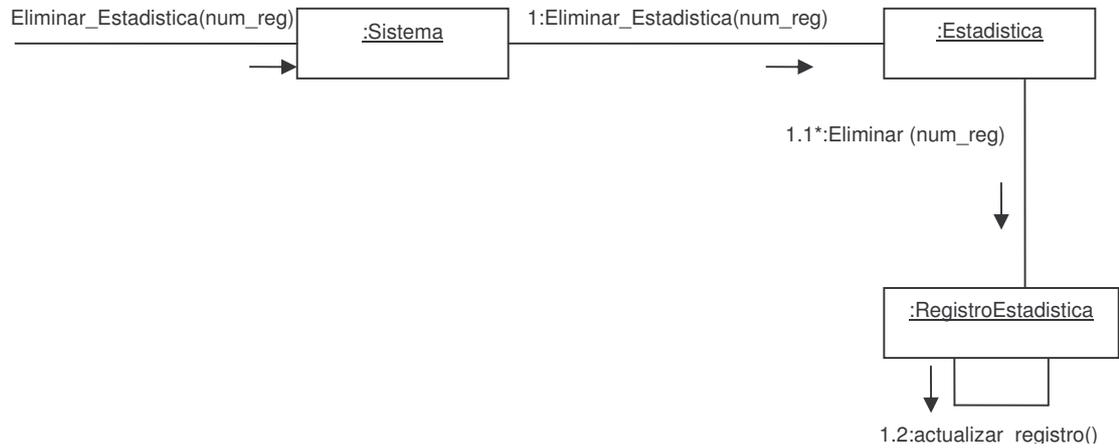 Eliminar_Estadistica(num_reg)
:Sistema
1:Eliminar_Estadistica(num_reg)
:Estadistica
1.1*:Eliminar (num_reg)
:RegistroEstadistica
1.2:actualizar_registro()